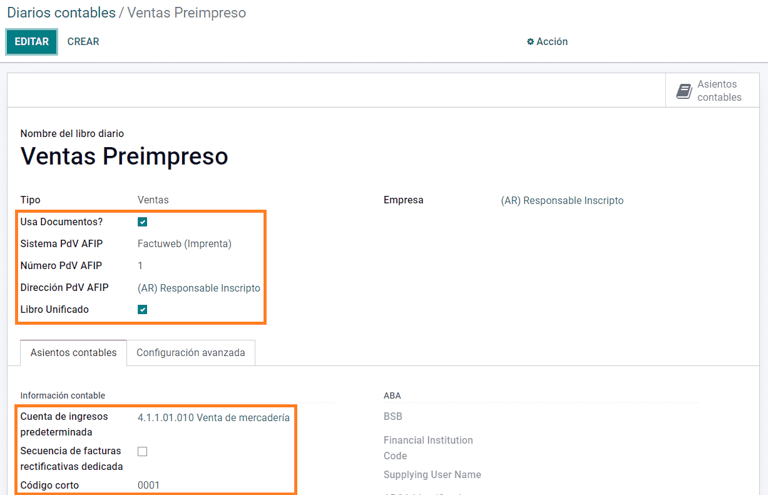 Diarios contables / Ventas Preimpreso
EDITAR CREAR Acción
Asientos
contables
Nombre del libro diario
Ventas Preimpreso
Tipo Ventas Empresa (AR) Responsable Inscripto
Usa Documentos?
Sistema PdV AFIP Factuweb (Imprenta)
Número PdV AFIP 1
Dirección PdV AFIP (AR) Responsable Inscripto
Libro Unificado
Asientos contables Configuración avanzada
Información contable ABA
Cuenta de ingresos
predeterminada 4.1.1.01.010 Venta de mercadería
BSB
Secuencia de facturas
rectificativas dedicada
Financial Institution
Code
Código corto 0001
Supplying User Name